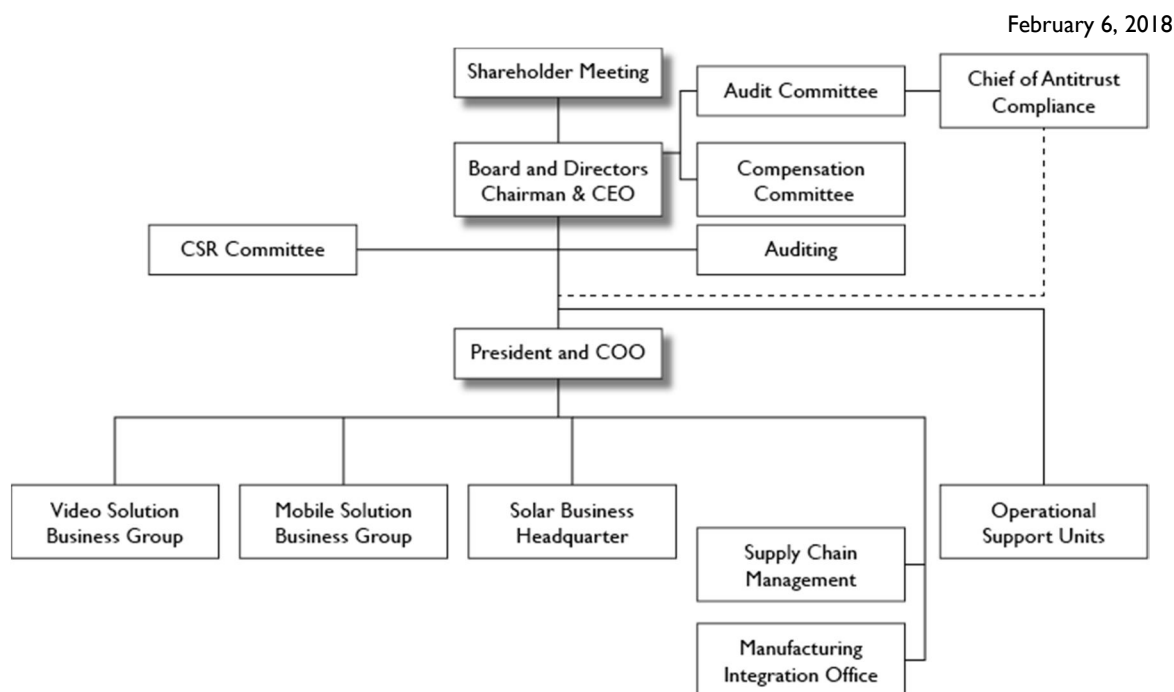 February 6, 2018
Shareholder Meeting
Audit Committee
Chief of Antitrust
Compliance
Board and Directors
Chairman & CEO
Compensation
Committee
CSR Committee
Auditing
President and COO
Video Solution
Business Group
Mobile Solution
Business Group
Solar Business
Headquarter
Operational
Support Units
Supply Chain
Management
Manufacturing
Integration Office